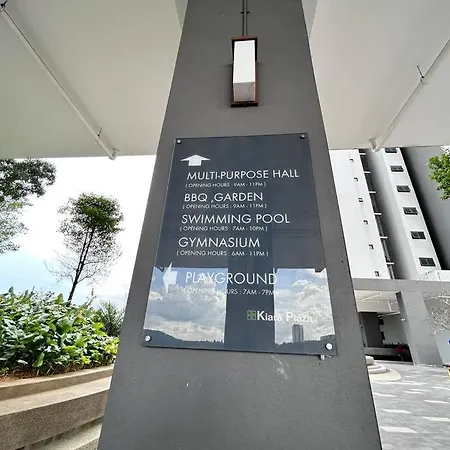 MULTI-PURPOSE HALL
( OPENING HOURS : 9AM - 11PM )
BBQ ,GARDEN
( OPENING HOURS : 9AM - 11PM )
SWIMMING POOL
( OPENING HOURS : 7AM - 10PM )
GYMNASIUM
( OPENING HOURS : 6AM - 11PM )
PLAYGROUND
( OPENING HOURS : 7AM - 7PM )
Kiara Plaza